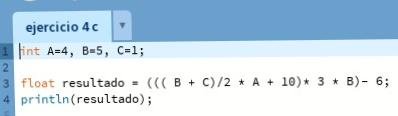 ejercicio 4 c
1 int A=4, B=5, C=1;
2
3 float resultado = ((( B + C)/2 * A + 10)* 3 * B)- 6;
4 println(resultado);